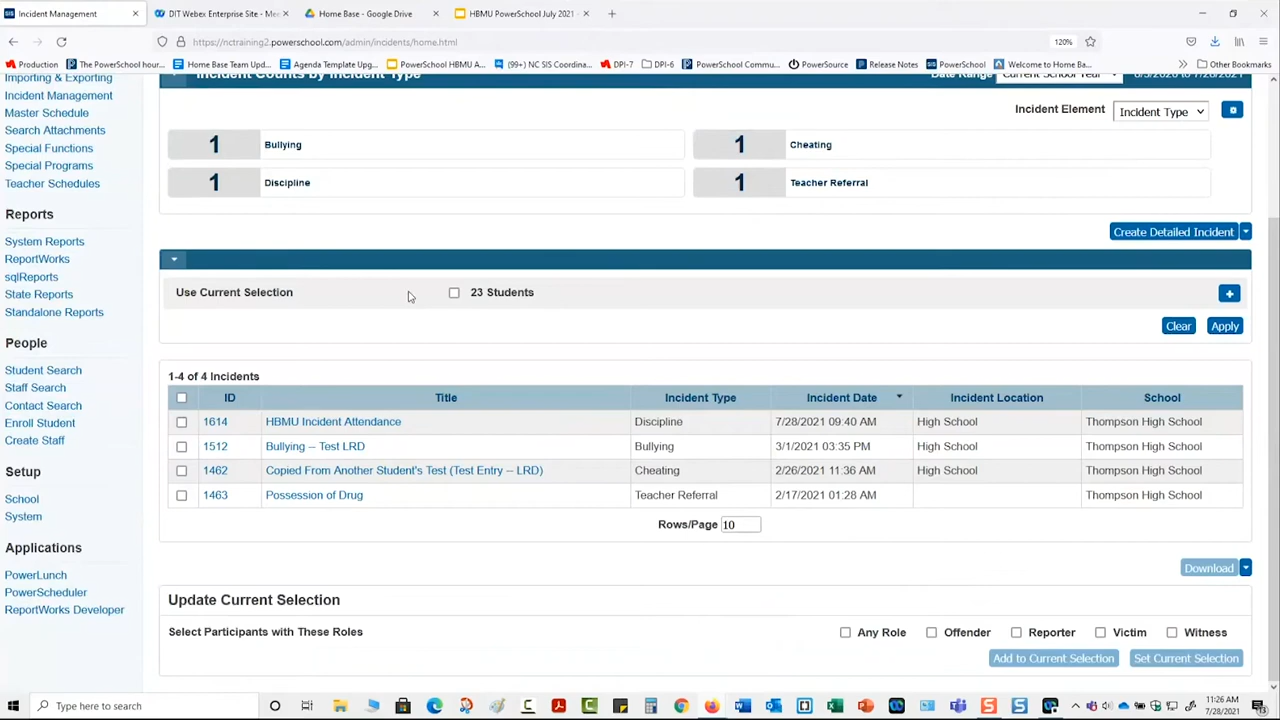 Incident Management
DIT Webex Enterprise Site - Me
Home Base - Google Drive
HBMU PowerSchool July 2021 -
https://nctraining2.powerschool.com/admin/incidents/home.html
120%
Production
The PowerSchool hour...
Home Base Team Upd...
Agenda Template Upg...
PowerSchool HBMU A...
(99+) NC SIS Coordina...
DPI-7
DPI-6
PowerSchool Commu...
PowerSource
Release Notes
PowerSchool
Welcome to Home Ba...
Other Bookmarks
Importing & Exporting
Incident Management
Master Schedule
Search Attachments
Special Functions
Special Programs
Teacher Schedules
Reports
System Reports
ReportWorks
sqlReports
State Reports
Standalone Reports
People
Student Search
Staff Search
Contact Search
Enroll Student
Create Staff
Setup
School
System
Applications
PowerLunch
PowerScheduler
ReportWorks Developer
Incident Counts by Incident Type
Date Range Current School Year
Incident Element Incident Type
1 Bullying
1 Cheating
1 Discipline
1 Teacher Referral
Create Detailed Incident
Use Current Selection 23 Students
Clear Apply
1-4 of 4 Incidents
ID Title Incident Type Incident Date Incident Location School
1614 HBMU Incident Attendance Discipline 7/28/2021 09:40 AM High School Thompson High School
1512 Bullying -- Test LRD Bullying 3/1/2021 03:35 PM High School Thompson High School
1462 Copied From Another Student's Test (Test Entry -- LRD) Cheating 2/26/2021 11:36 AM High School Thompson High School
1463 Possession of Drug Teacher Referral 2/17/2021 01:28 AM Thompson High School
Rows/Page 10
Download
Update Current Selection
Select Participants with These Roles Any Role Offender Reporter Victim Witness
Add to Current Selection Set Current Selection
Type here to search
11:26 AM
7/28/2021